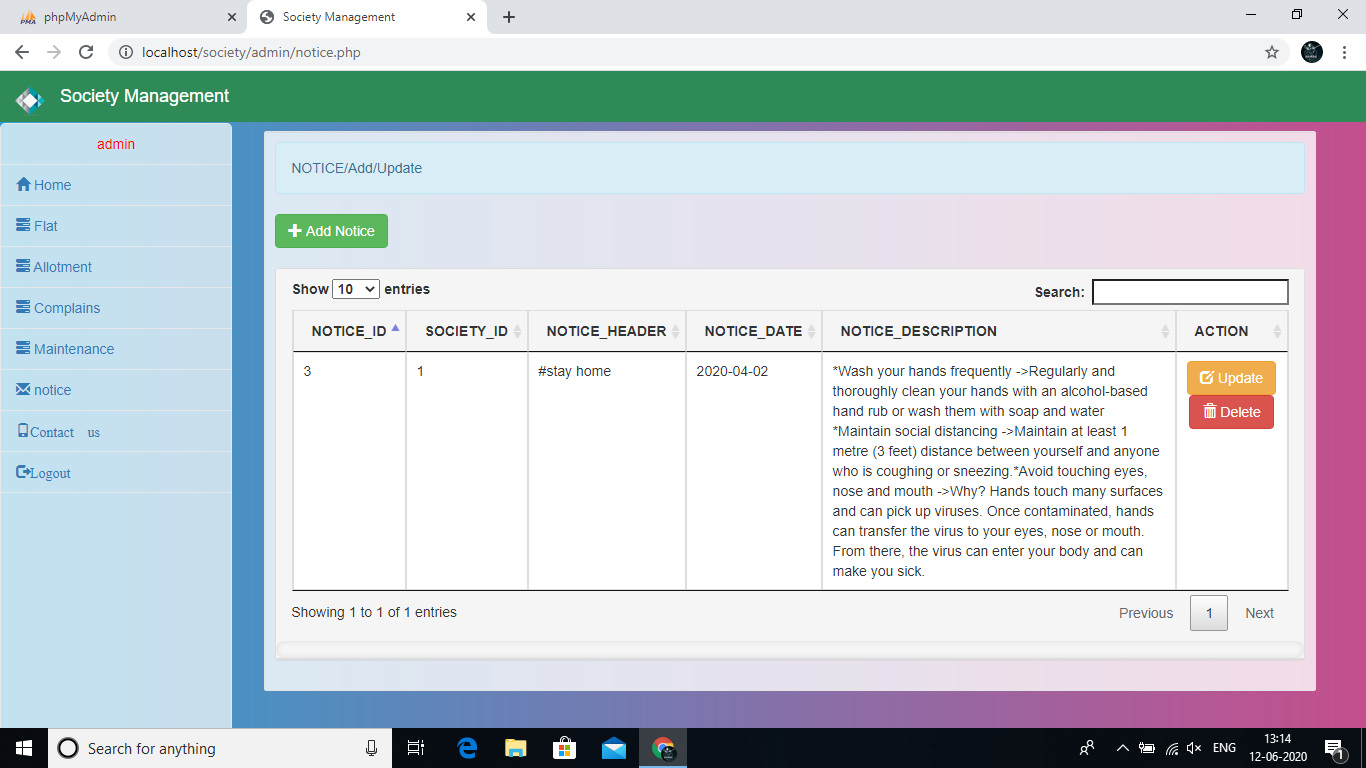 phpMyAdmin
Society Management
localhost/society/admin/notice.php
Society Management
admin
Home
Flat
Allotment
Complains
Maintenance
notice
Contact us
Logout
NOTICE/Add/Update
Add Notice
Show 10 entries
Search:
NOTICE_ID SOCIETY_ID NOTICE_HEADER NOTICE_DATE NOTICE_DESCRIPTION ACTION
3 1 #stay home 2020-04-02
*Wash your hands frequently ->Regularly and
thoroughly clean your hands with an alcohol-based
hand rub or wash them with soap and water
*Maintain social distancing ->Maintain at least 1
metre (3 feet) distance between yourself and anyone
who is coughing or sneezing.*Avoid touching eyes,
nose and mouth ->Why? Hands touch many surfaces
and can pick up viruses. Once contaminated, hands
can transfer the virus to your eyes, nose or mouth.
From there, the virus can enter your body and can
make you sick.
Update
Delete
Showing 1 to 1 of 1 entries
Previous 1 Next
Search for anything
ENG
13:14
12-06-2020
1